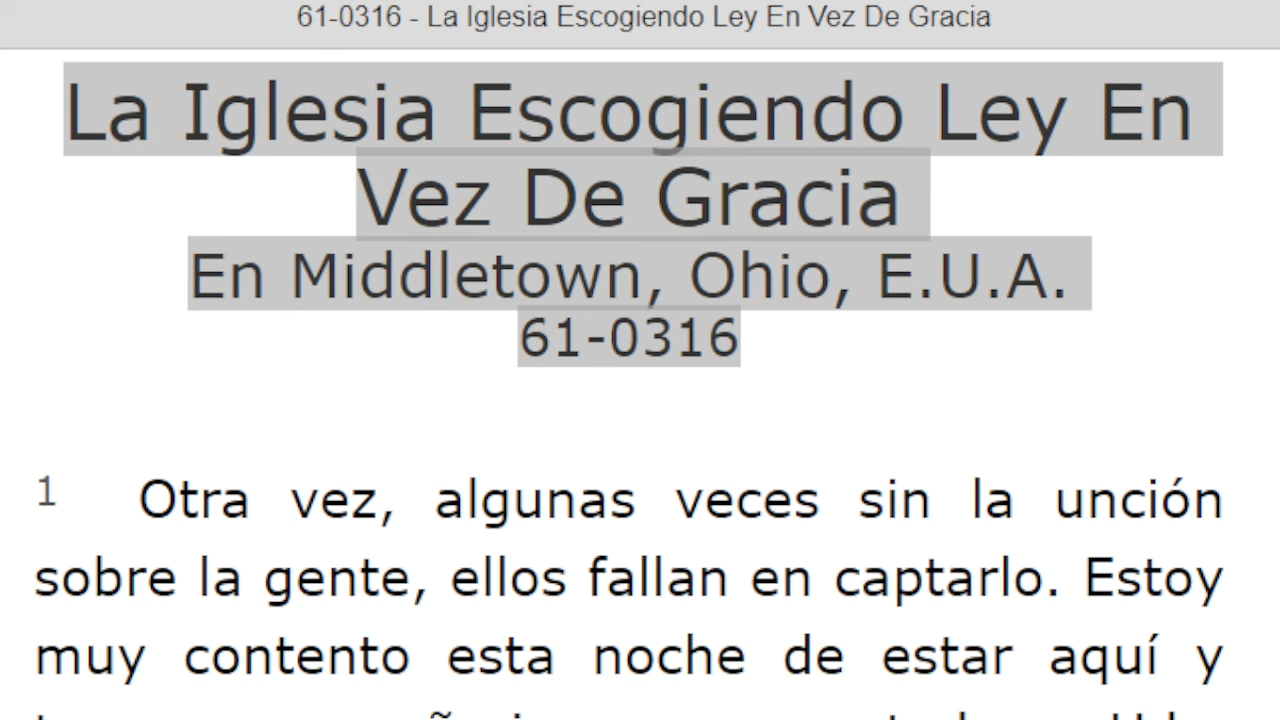 61-0316 - La Iglesia Escogiendo Ley En Vez De Gracia
La Iglesia Escogiendo Ley En
Vez De Gracia
En Middletown, Ohio, E.U.A.
61-0316
1 Otra vez, algunas veces sin la unción
sobre la gente, ellos fallan en captarlo. Estoy
muy contento esta noche de estar aquí y